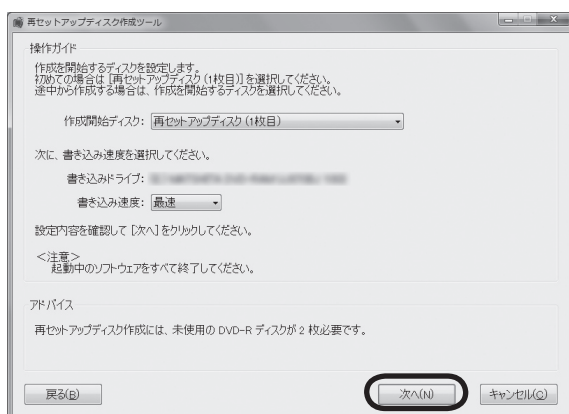 再セットアップディスク作成ツール
操作ガイド
作成を開始するディスクを設定します。
初めての場合は [再セットアップディスク (1枚目)] を選択してください。
途中から作成する場合は、作成を開始するディスクを選択してください。
作成開始ディスク: 再セットアップディスク (1枚目)
次に、書き込み速度を選択してください。
書き込みドライブ:
書き込み速度: 最速
設定内容を確認して [次へ] をクリックしてください。
<注意>
起動中のソフトウェアをすべて終了してください。
アドバイス
再セットアップディスク作成には、未使用の DVD-R ディスクが 2 枚必要です。
戻る(B) 次へ(N) キャンセル(C)